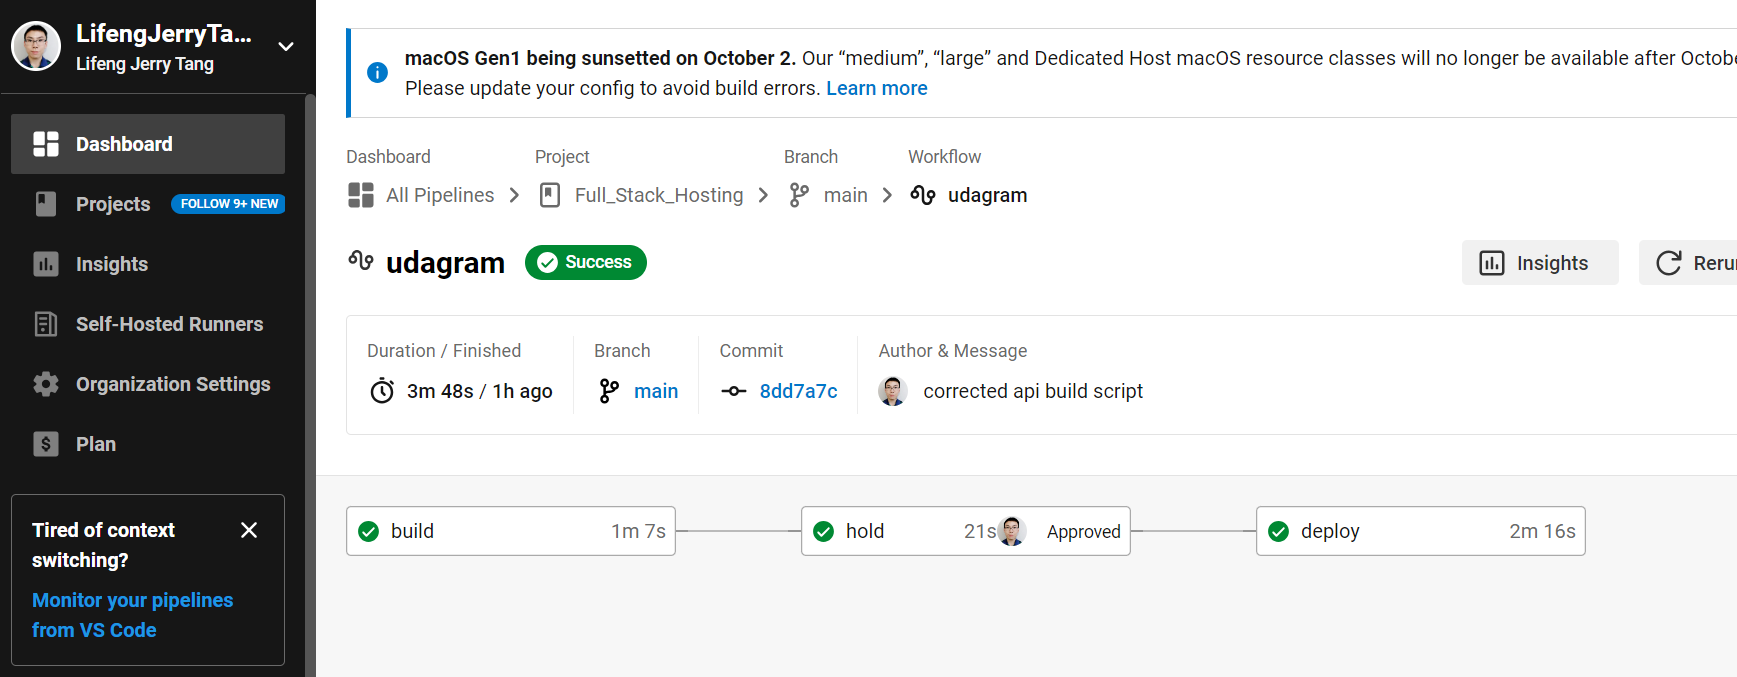 LifengJerryTa...
Lifeng Jerry Tang
Dashboard
Projects FOLLOW 9+ NEW
Insights
Self-Hosted Runners
Organization Settings
Plan
Tired of context
switching?
Monitor your pipelines
from VS Code
macOS Gen1 being sunsetted on October 2. Our “medium”, “large” and Dedicated Host macOS resource classes will no longer be available after Octob
Please update your config to avoid build errors. Learn more
Dashboard Project Branch Workflow
All Pipelines Full_Stack_Hosting main udagram
udagram Success
Insights Reru
Duration / Finished Branch Commit Author & Message
3m 48s / 1h ago main 8dd7a7c corrected api build script
build 1m 7s hold 21s Approved deploy 2m 16s